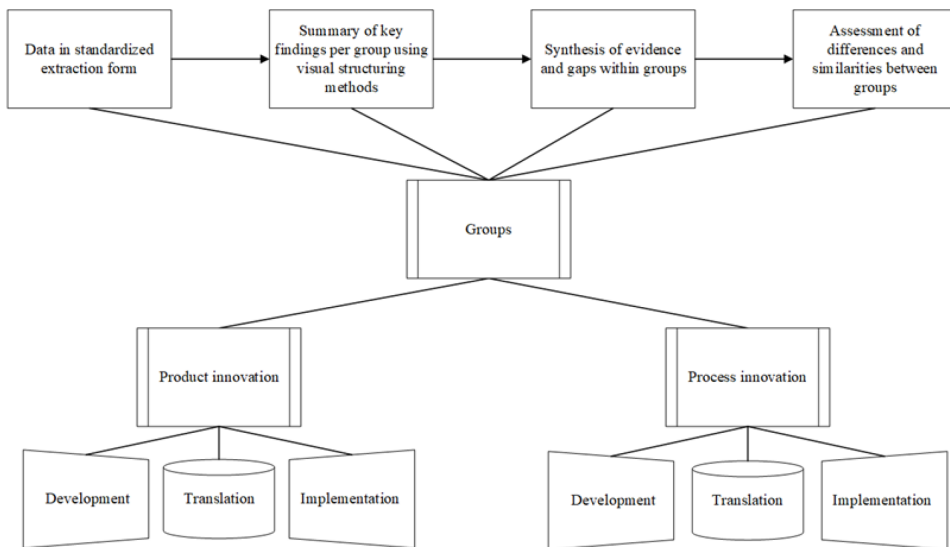 Data in standardized
extraction form
Summary of key
findings per group using
visual structuring
methods
Synthesis of evidence
and gaps within groups
Assessment of
differences and
similarities between
groups
Groups
Product innovation
Process innovation
Development
Translation
Implementation
Development
Translation
Implementation